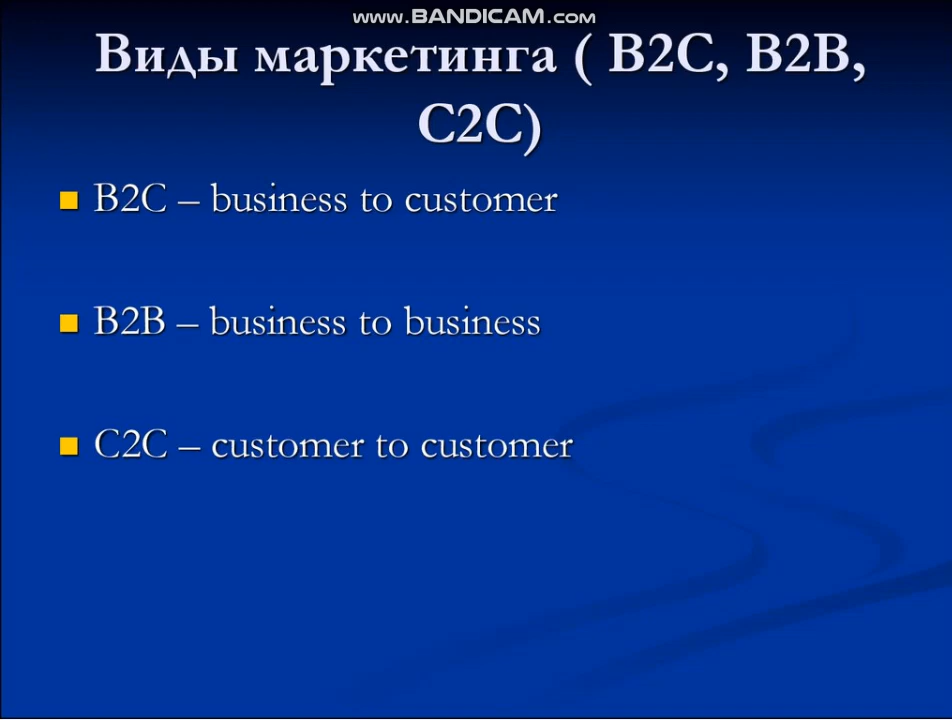 www.BANDICAM.com
Виды маркетинга ( B2C, B2B,
C2C)
B2C – business to customer
B2B – business to business
C2C – customer to customer